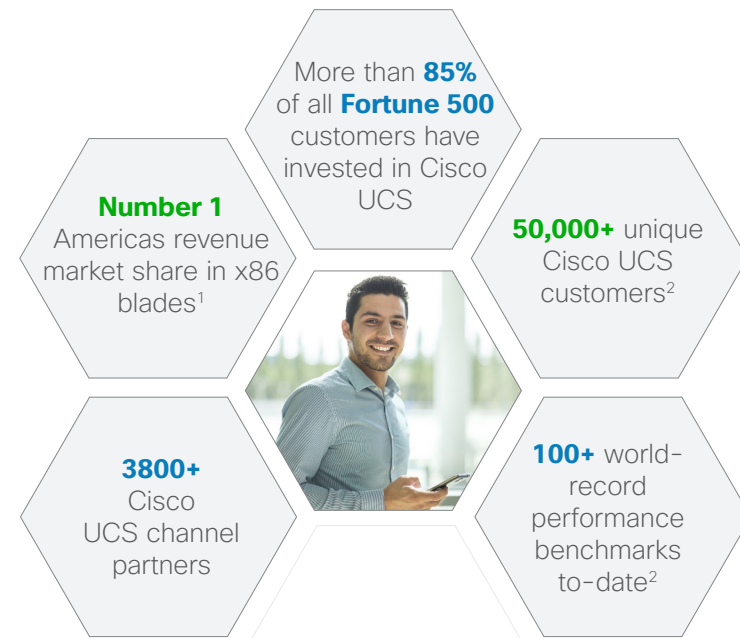 More than 85%
of all Fortune 500
customers have
invested in Cisco
UCS
Number 1
Americas revenue
market share in x86
blades¹
50,000+ unique
Cisco UCS
customers²
3800+
Cisco
UCS channel
partners
100+ world-
record
performance
benchmarks
to-date²